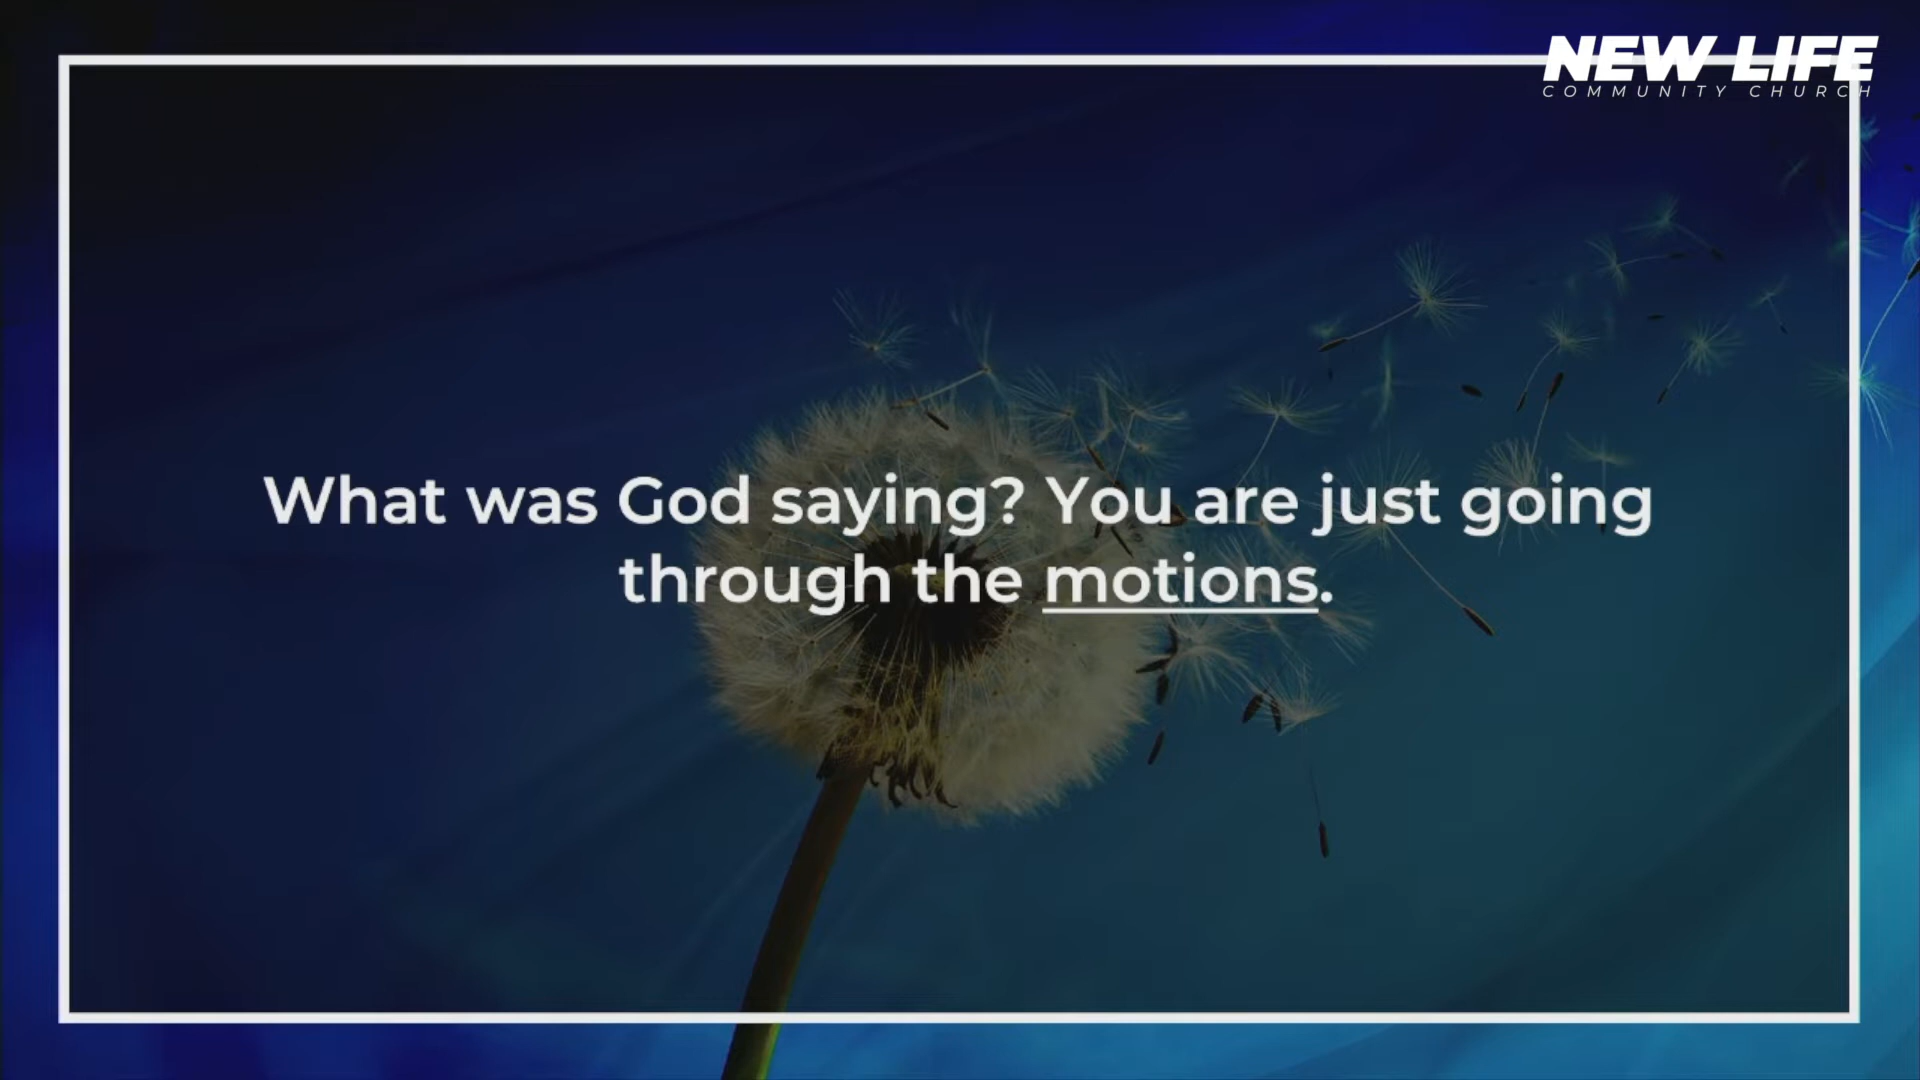 NEW LIFE
COMMUNITY CHURCH
What was God saying? You are just going
through the motions.